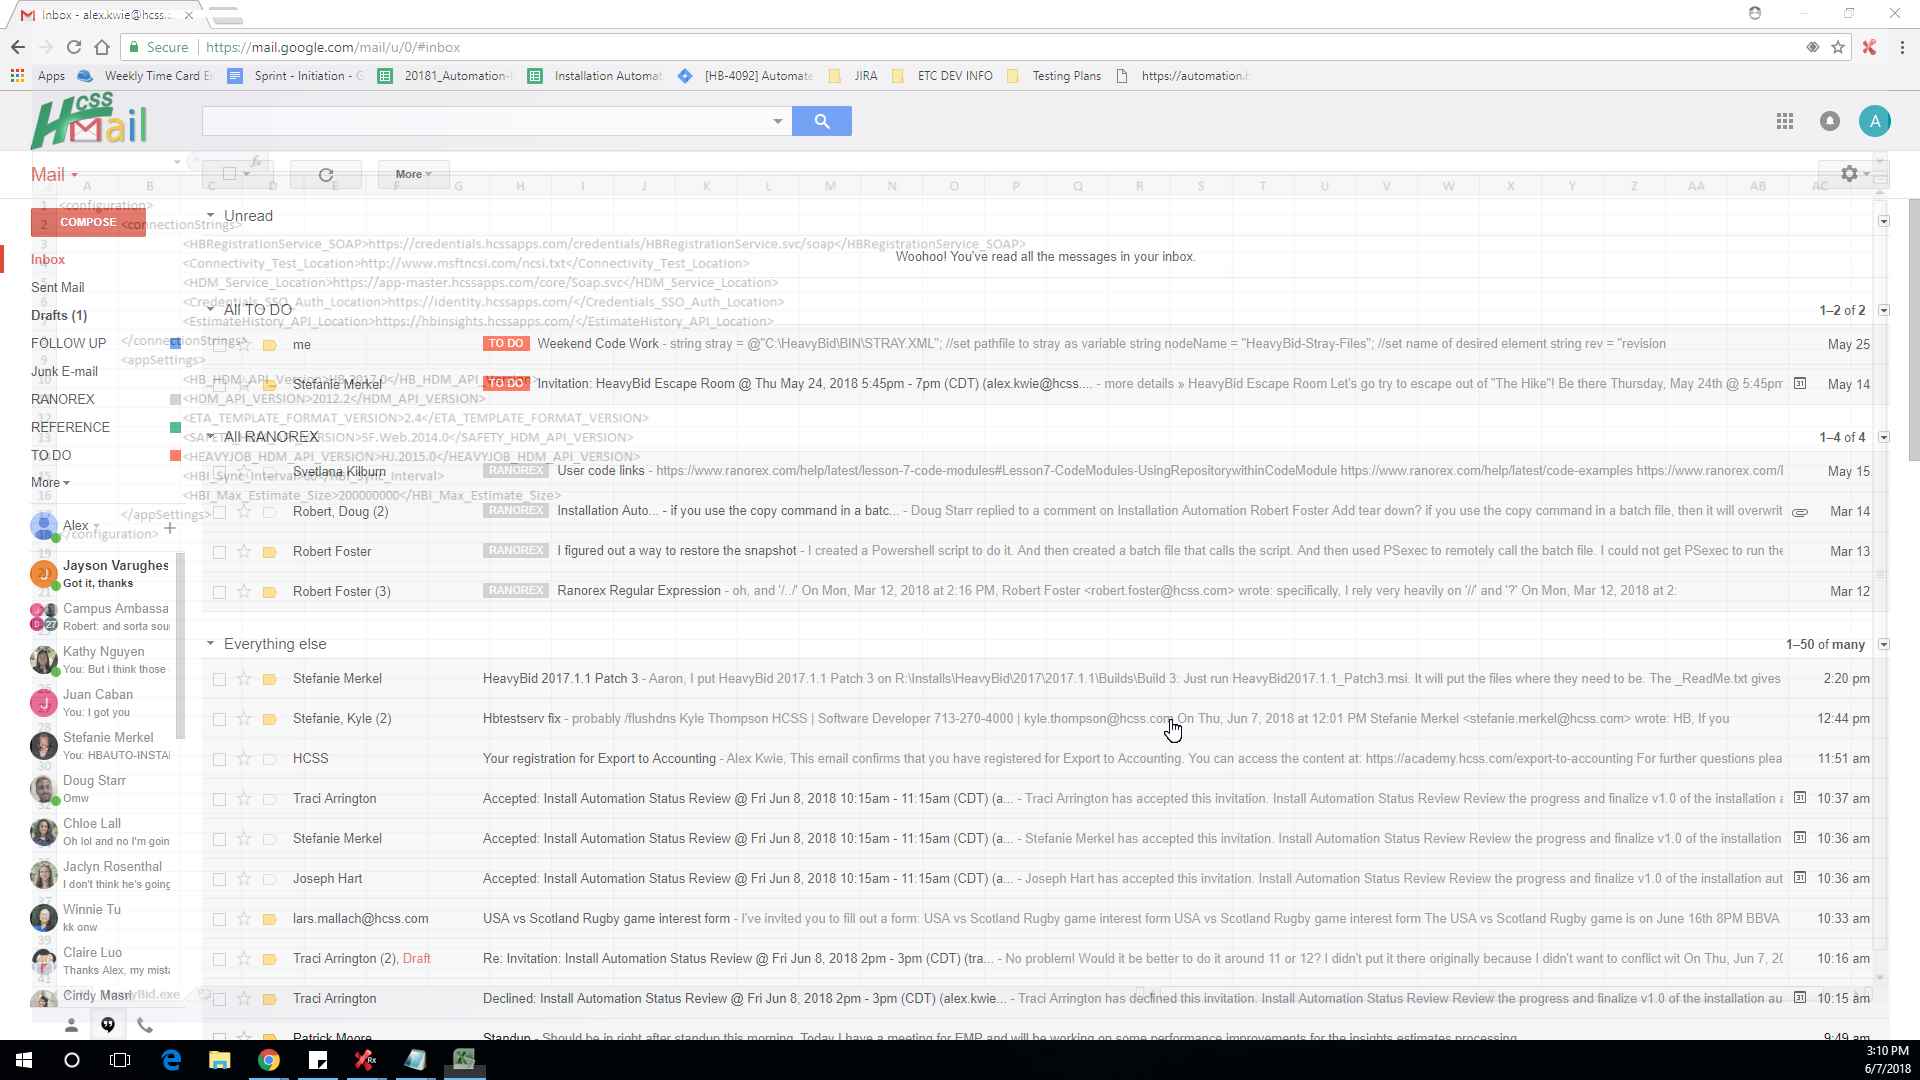 Inbox - alex.kwie@hcss.
Secure https://mail.google.com/mail/u/0/#inbox
Apps Weekly Time Card Sprint - Initiation - 20181_Automation- Installation Automat [HB-4092] Automate JIRA ETC DEV INFO Testing Plans https://automation.h
HCSS Mail
A
Mail More
A B C D E F G H I J K L M N O P Q R S T U V W X Y Z AA AB AC
1 <configuration>
COMPOSE Unread
2 <connectionStrings>
3 <HBRegistrationService_SOAP>https://credentials.hcssapps.com/credentials/HBRegistrationService.svc/soap</HBRegistrationService_SOAP>
Woohoo! You've read all the messages in your inbox.
Inbox
<Connectivity_Test_Location>http://www.msftncsi.com/ncsi.txt</Connectivity_Test_Location>
<HDM_Service_Location>https://app-master.hcssapps.com/core/Soap.svc</HDM_Service_Location>
Sent Mail
<Credentials_SSO_Auth_Location>https://identity.hcssapps.com/</Credentials_SSO_Auth_Location>
All TO DO 1–2 of 2
Drafts (1)
<EstimateHistory_API_Location>https://hbinsights.hcssapps.com/</EstimateHistory_API_Location>
</connectionStrings>
FOLLOW UP
me TO DO Weekend Code Work - string stray = @"C:\HeavyBid\BIN\STRAY.XML"; //set pathfile to stray as variable string nodeName = "HeavyBid-Stray-Files"; //set name of desired element string rev = "revision May 25
9 <appSettings>
Junk E-mail
10 <HB_HDM_API_Version>HB.2017.0</HB_HDM_API_Version>
Stefanie Merkel TO DO Invitation: HeavyBid Escape Room @ Thu May 24, 2018 5:45pm - 7pm (CDT) (alex.kwie@hcss.... - more details » HeavyBid Escape Room Let's go try to escape out of "The Hike"! Be there Thursday, May 24th @ 5:45pm May 14
RANOREX
<HDM_API_VERSION>2012.2</HDM_API_VERSION>
<ETA_TEMPLATE_FORMAT_VERSION>2.4</ETA_TEMPLATE_FORMAT_VERSION>
REFERENCE
All RANOREX 1–4 of 4
SF.Web.2014.0</SAFETY_HDM_API_VERSION>
TO DO
<HEAVYJOB_HDM_API_VERSION>HJ.2015.0</HEAVYJOB_HDM_API_VERSION>
Svetlana Kilburn RANOREX User code links - https://www.ranorex.com/help/latest/lesson-7-code-modules#Lesson7-CodeModules-UsingRepositorywithinCodeModule https://www.ranorex.com/help/latest/code-examples https://www.ranorex.com/l May 15
15
More
16 <HBI_Max_Estimate_Size>200000000</HBI_Max_Estimate_Size>
</appSettings>
Robert, Doug (2) RANOREX Installation Auto... - if you use the copy command in a batc... - Doug Starr replied to a comment on Installation Automation Robert Foster Add tear down? if you use the copy command in a batch file, then it will overwrit Mar 14
Alex
</configuration>
Robert Foster RANOREX I figured out a way to restore the snapshot - I created a Powershell script to do it. And then created a batch file that calls the script. And then used PSexec to remotely call the batch file. I could not get PSexec to run the Mar 13
Jayson Varughes
Got it, thanks
Robert Foster (3) RANOREX Ranorex Regular Expression - oh, and '/../' On Mon, Mar 12, 2018 at 2:16 PM, Robert Foster <robert.foster@hcss.com> wrote: specifically, I rely very heavily on '//' and '?' On Mon, Mar 12, 2018 at 2: Mar 12
Campus Ambassa
Robert: and sorta sou
Everything else 1–50 of many
Kathy Nguyen
You: But i think those
Stefanie Merkel HeavyBid 2017.1.1 Patch 3 - Aaron, I put HeavyBid 2017.1.1 Patch 3 on R:\Installs\HeavyBid\2017\2017.1.1\Builds\Build 3. Just run HeavyBid2017.1.1_Patch3.msi. It will put the files where they need to be. The _ReadMe.txt gives 2:20 pm
Juan Caban
You: I got you
Stefanie, Kyle (2) Hbtestserv fix - probably /flushdns Kyle Thompson HCSS | Software Developer 713-270-4000 | kyle.thompson@hcss.com On Thu, Jun 7, 2018 at 12:01 PM Stefanie Merkel <stefanie.merkel@hcss.com> wrote: HB, If you 12:44 pm
Stefanie Merkel
You: HBAUTO-INSTA
HCSS Your registration for Export to Accounting - Alex Kwie, This email confirms that you have registered for Export to Accounting. You can access the content at: https://academy.hcss.com/export-to-accounting For further questions plea 11:51 am
Doug Starr
Omw
Traci Arrington Accepted: Install Automation Status Review @ Fri Jun 8, 2018 10:15am - 11:15am (CDT) (a... - Traci Arrington has accepted this invitation. Install Automation Status Review Review the progress and finalize v1.0 of the installation a 10:37 am
Chloe Lall
Oh lol and no I'm goin
Stefanie Merkel Accepted: Install Automation Status Review @ Fri Jun 8, 2018 10:15am - 11:15am (CDT) (a... - Stefanie Merkel has accepted this invitation. Install Automation Status Review Review the progress and finalize v1.0 of the installation 10:36 am
Jaclyn Rosenthal
I don't think he's going
Joseph Hart Accepted: Install Automation Status Review @ Fri Jun 8, 2018 10:15am - 11:15am (CDT) (a... - Joseph Hart has accepted this invitation. Install Automation Status Review Review the progress and finalize v1.0 of the installation aut 10:36 am
Winnie Tu
kk onw
lars.mallach@hcss.com USA vs Scotland Rugby game interest form - I've invited you to fill out a form: USA vs Scotland Rugby game interest form USA vs Scotland Rugby game interest form The USA vs Scotland Rugby game is on June 16th 8PM BBVA 10:33 am
Claire Luo
Thanks Alex, my mista
Traci Arrington (2), Draft Re: Invitation: Install Automation Status Review @ Fri Jun 8, 2018 2pm - 3pm (CDT) (tra... - No problem! Would it be better to do it around 11 or 12? I didn't put it there originally because I didn't want to conflict wit On Thu, Jun 7, 20 10:16 am
Cindy Masri
Traci Arrington Declined: Install Automation Status Review @ Fri Jun 8, 2018 2pm - 3pm (CDT) (alex.kwie... - Traci Arrington has declined this invitation. Install Automation Status Review Review the progress and finalize v1.0 of the installation au 10:15 am
Patrick Moore Standup - Should be in right after standup this morning. Today I have a meeting for EMP and will be working on some performance improvements for the insights estimates processing. 9:49 am
3:10 PM
6/7/2018